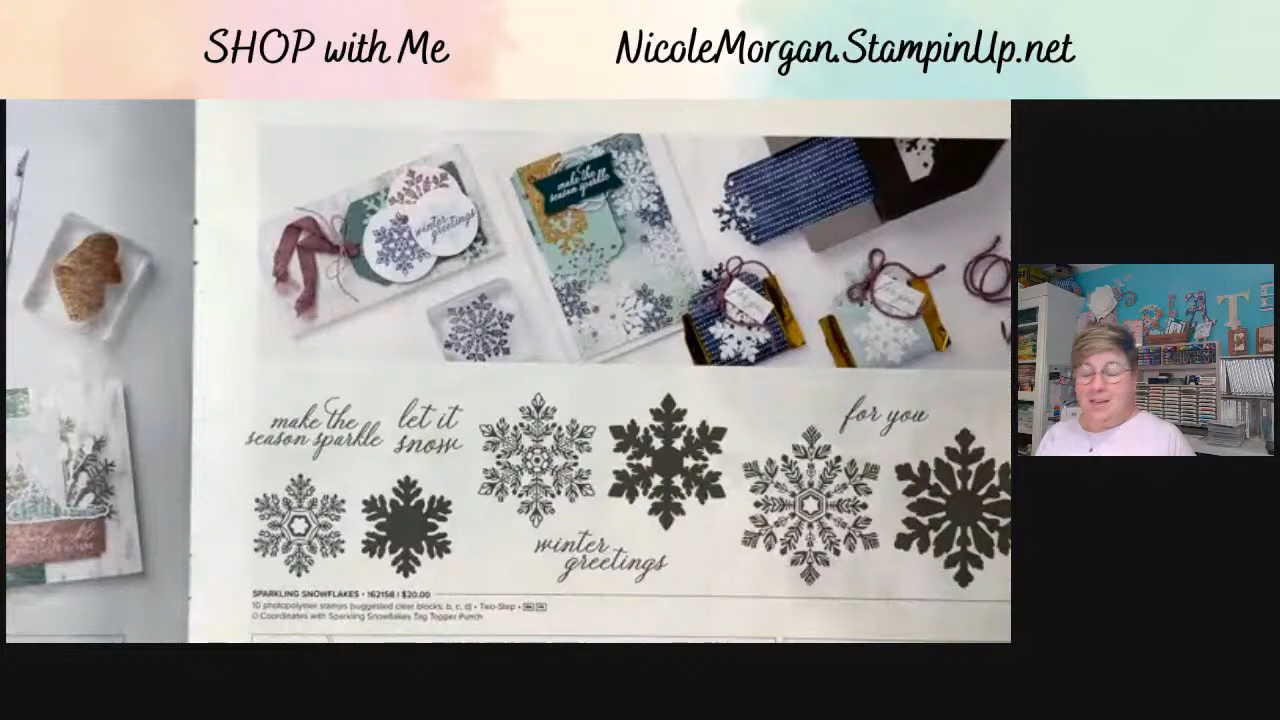 SHOP with Me
NicoleMorgan.StampinUp.net
make the
season sparkle
winter
greetings
make the
season sparkle
let it
snow
for you
winter
greetings
SPARKLING SNOWFLAKES • 162158 | $20.00
10 photopolymer stamps (suggested clear blocks: b, c, d) • Two-Step •
Coordinates with Sparkling Snowflakes Tag Topper Punch